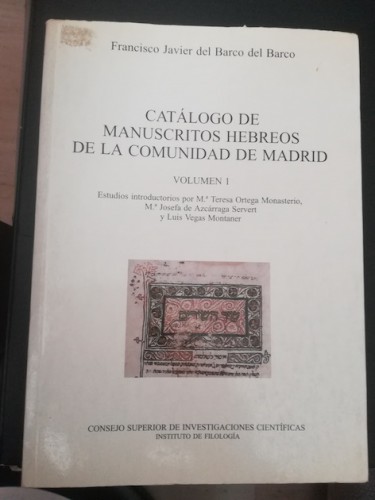 Francisco Javier del Barco del Barco
CATÁLOGO DE
MANUSCRITOS HEBREOS
DE LA COMUNIDAD DE MADRID
VOLUMEN 1
Estudios introductorios por M.ª Teresa Ortega Monasterio,
M.ª Josefa de Azcárraga Servert
y Luis Vegas Montaner
שיר השירים
CONSEJO SUPERIOR DE INVESTIGACIONES CIENTÍFICAS
INSTITUTO DE FILOLOGÍA